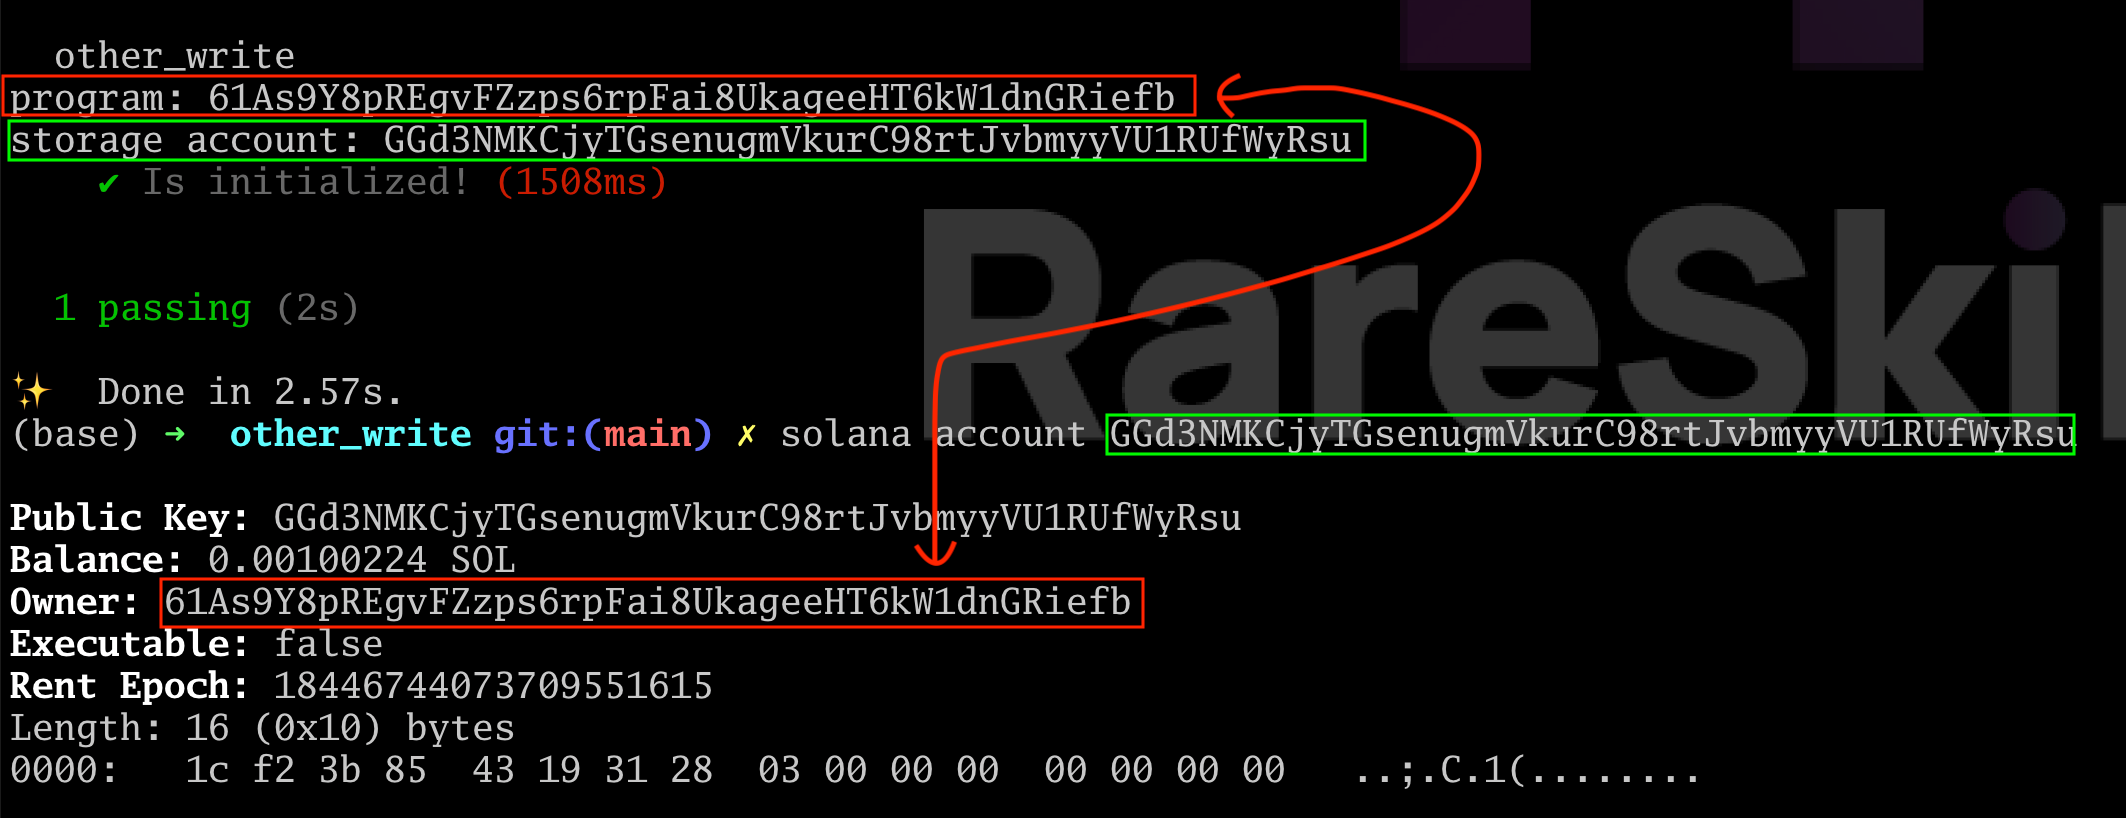 other_write
program: 61As9Y8pREgvFZzps6rpFai8UkageeHT6kW1dnGRiefb
storage account: GGd3NMKCjyTGsenugmVkurC98rtJvbmyyVU1RUfWyRsu
✔ Is initialized! (1508ms)
RareSkil
1 passing (2s)
✨ Done in 2.57s.
(base) ➜ other_write git:(main) ✗ solana account GGd3NMKCjyTGsenugmVkurC98rtJvbmyyVU1RUfWyRsu
Public Key: GGd3NMKCjyTGsenugmVkurC98rtJvbmyyVU1RUfWyRsu
Balance: 0.00100224 SOL
Owner: 61As9Y8pREgvFZzps6rpFai8UkageeHT6kW1dnGRiefb
Executable: false
Rent Epoch: 18446744073709551615
Length: 16 (0x10) bytes
0000: 1c f2 3b 85 43 19 31 28 03 00 00 00 00 00 00 00 ..;.C.1(........